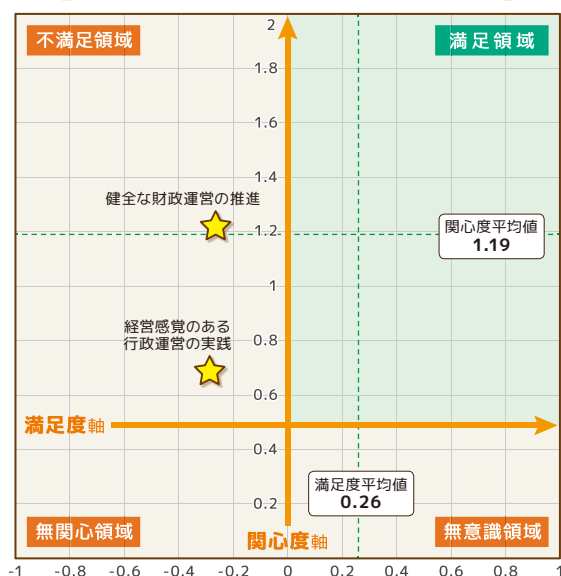 不満足領域
満足領域
2
1.8
1.6
1.4
健全な財政運営の推進
1.2
関心度平均値
1.19
1
経営感覚のある
行政運営の実践
0.8
0.6
満足度軸
0.4
満足度平均値
0.26
0.2
無関心領域
関心度軸
無意識領域
-1 -0.8 -0.6 -0.4 -0.2 0 0.2 0.4 0.6 0.8 1